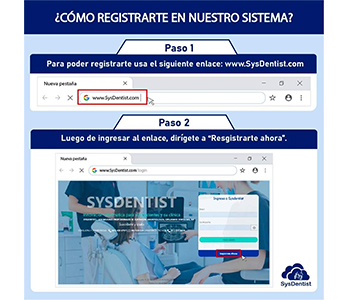 ¿CÓMO REGISTRARTE EN NUESTRO SISTEMA?
Paso 1
Para poder registrarte usa el siguiente enlace: www.SysDentist.com
Nueva pestaña
www.SysDentist.com
Paso 2
Luego de ingresar al enlace, dirígete a “Resgistrarte ahora”.
Nueva pestaña
www.SysDentist.com/login
SYSDENTIST
Ingresa a Sysdentist
SysDentist